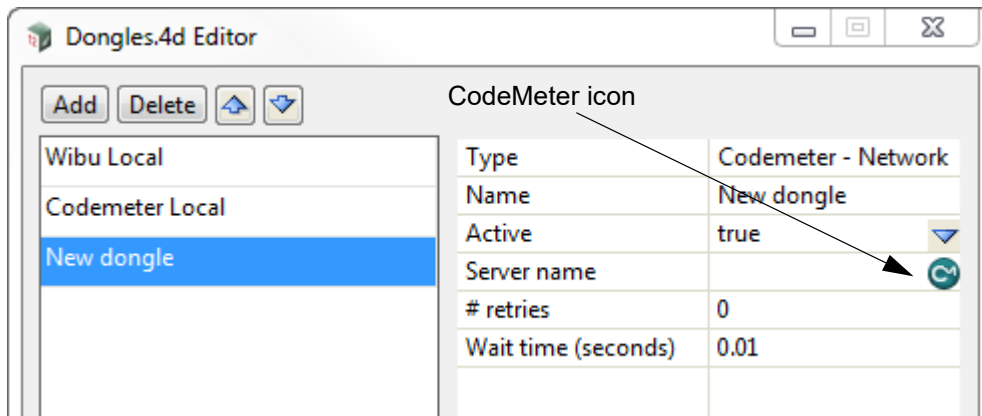 Dongles.4d Editor
Add Delete
CodeMeter icon
Wibu Local
Codemeter Local
New dongle
Type Codemeter - Network
Name New dongle
Active true
Server name
# retries 0
Wait time (seconds) 0.01